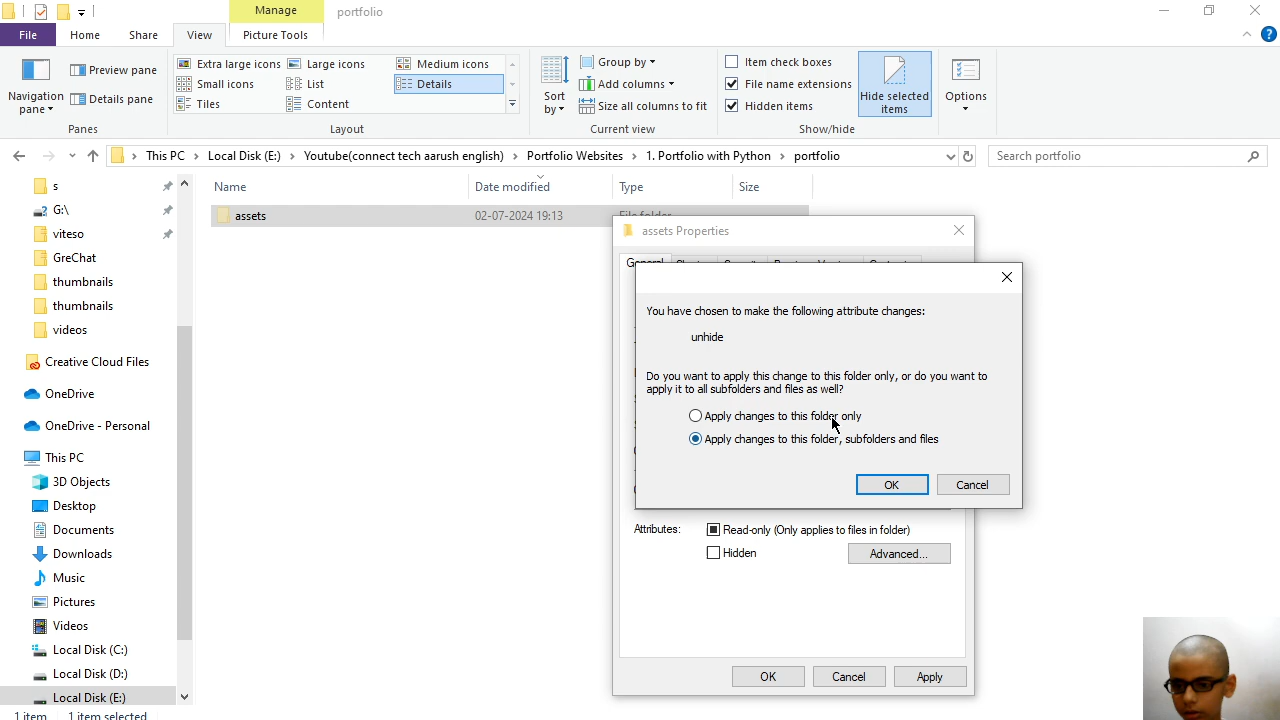 Manage
portfolio
File
Home
Share
View
Picture Tools
Navigation pane
Preview pane
Details pane
Panes
Extra large icons
Large icons
Medium icons
Small icons
List
Details
Tiles
Content
Layout
Sort by
Group by
Add columns
Size all columns to fit
Current view
Item check boxes
File name extensions
Hidden items
Hide selected items
Show/hide
Options
This PC
Local Disk (E:)
Youtube(connect tech aarush english)
Portfolio Websites
1. Portfolio with Python
portfolio
Search portfolio
Name
Date modified
Type
Size
assets
02-07-2024 19:13
File folder
s
G:\
viteso
GreChat
thumbnails
thumbnails
videos
Creative Cloud Files
OneDrive
OneDrive - Personal
This PC
3D Objects
Desktop
Documents
Downloads
Music
Pictures
Videos
Local Disk (C:)
Local Disk (D:)
Local Disk (E:)
1 item
1 item selected
assets Properties
General
You have chosen to make the following attribute changes:
unhide
Do you want to apply this change to this folder only, or do you want to
apply it to all subfolders and files as well?
Apply changes to this folder only
Apply changes to this folder, subfolders and files
OK
Cancel
Attributes:
Read-only (Only applies to files in folder)
Hidden
Advanced...
OK
Cancel
Apply